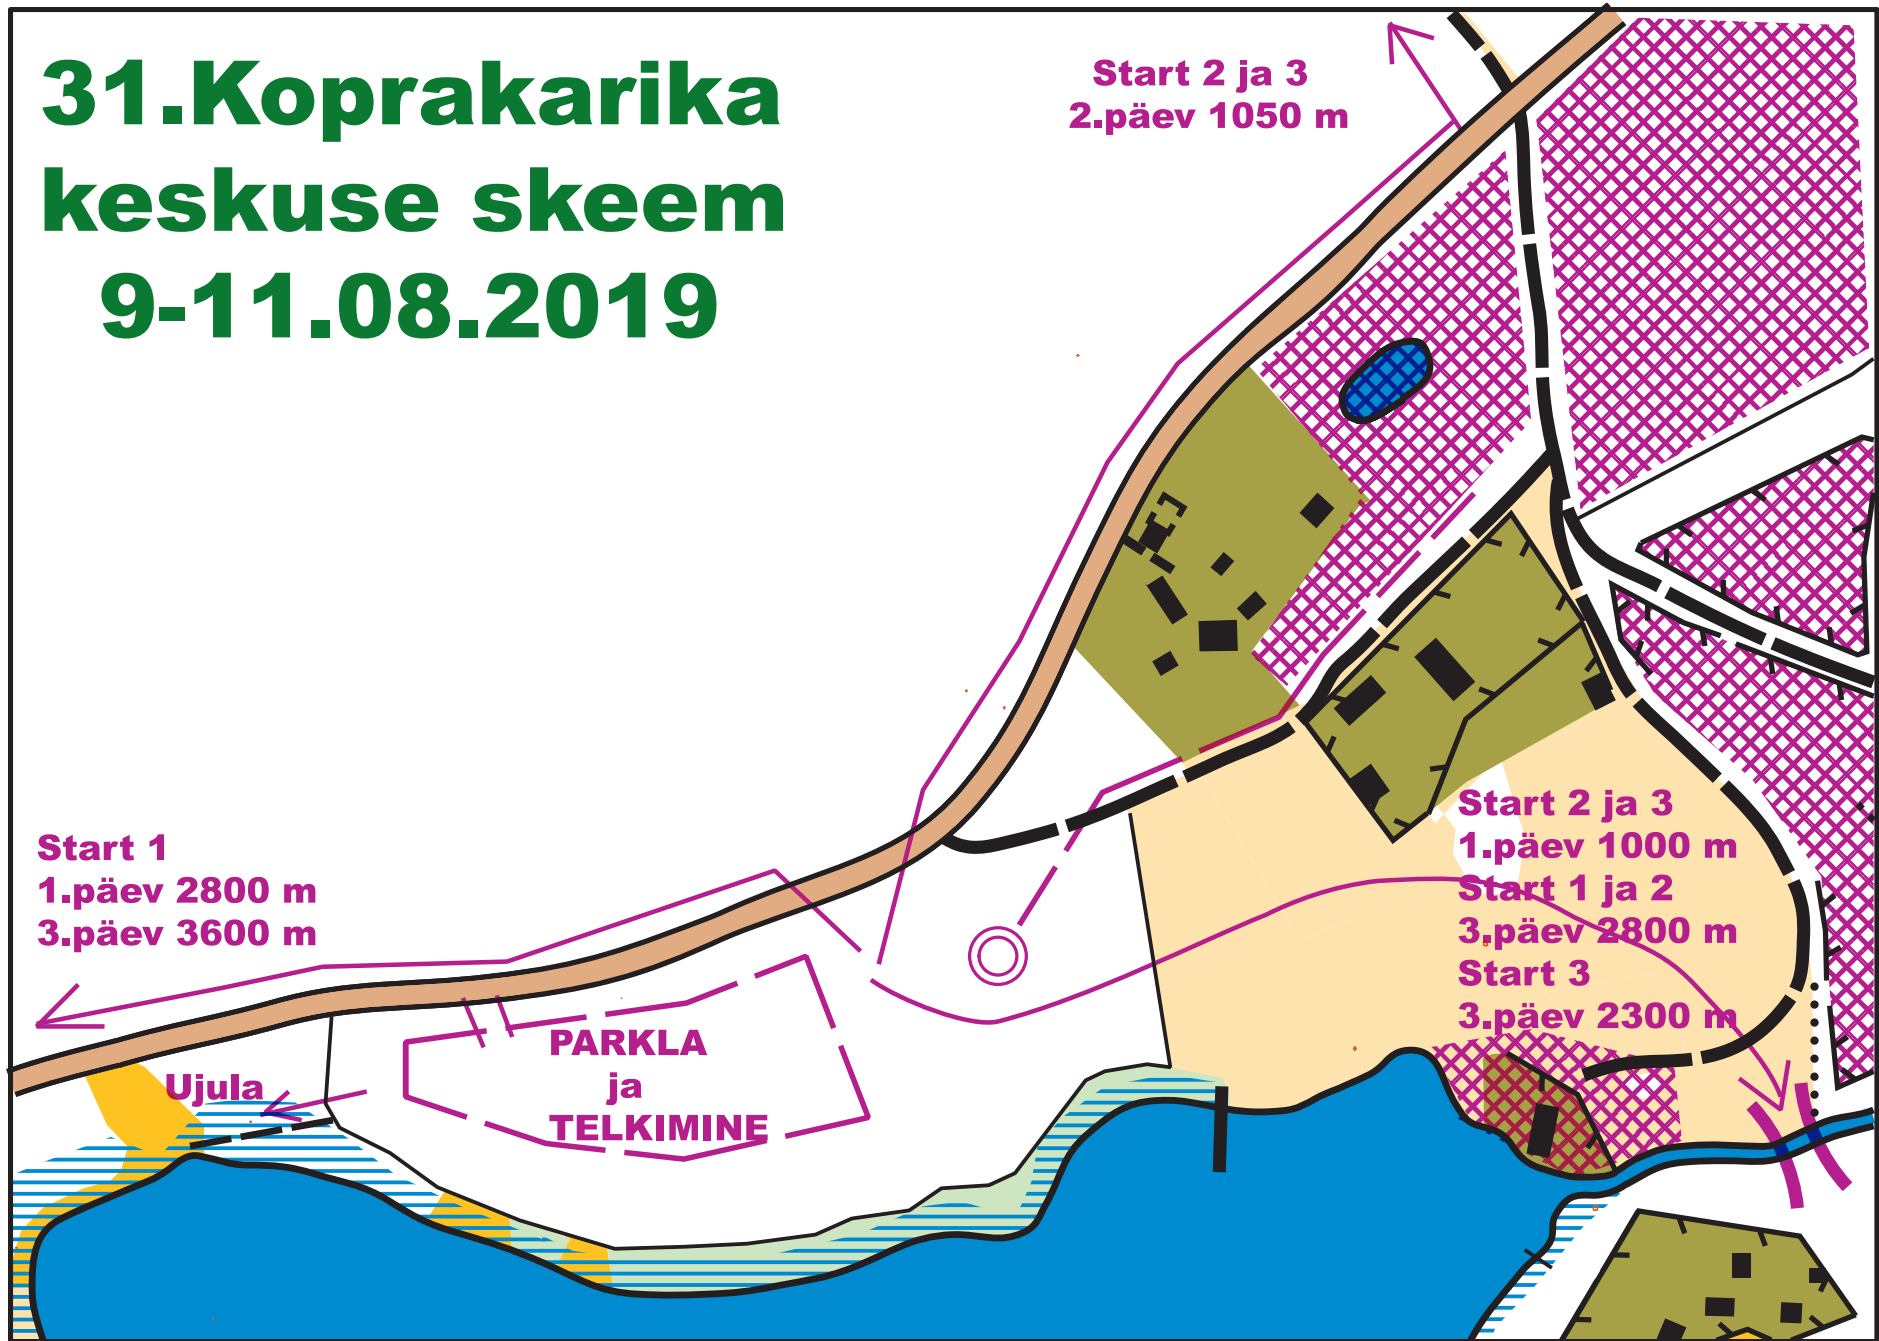 31.Koprakarika
keskuse skeem
9-11.08.2019
Start 2 ja 3
2.päev 1050 m
Start 1
1.päev 2800 m
3.päev 3600 m
Start 2 ja 3
1.päev 1000 m
Start 1 ja 2
3.päev 2800 m
Start 3
3.päev 2300 m
PARKLA
ja
TELKIMINE
Ujula